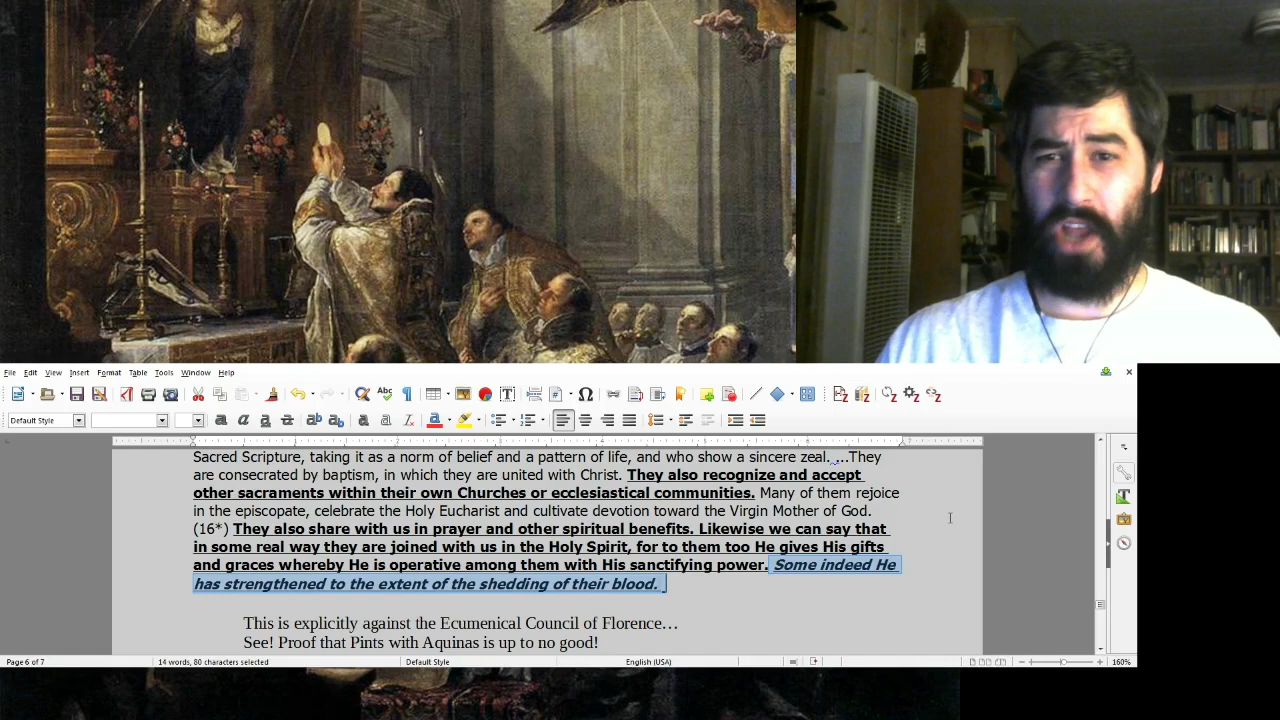 File Edit View Insert Format Table Tools Window Help
Default Style
Sacred Scripture, taking it as a norm of belief and a pattern of life, and who show a sincere zeal. ...They
are consecrated by baptism, in which they are united with Christ. They also recognize and accept
other sacraments within their own Churches or ecclesiastical communities. Many of them rejoice
in the episcopate, celebrate the Holy Eucharist and cultivate devotion toward the Virgin Mother of God.
(16*) They also share with us in prayer and other spiritual benefits. Likewise we can say that
in some real way they are joined with us in the Holy Spirit, for to them too He gives His gifts
and graces whereby He is operative among them with His sanctifying power. Some indeed He
has strengthened to the extent of the shedding of their blood.
This is explicitly against the Ecumenical Council of Florence…
See! Proof that Pints with Aquinas is up to no good!
Page 6 of 7 14 words, 80 characters selected Default Style English (USA) 160%